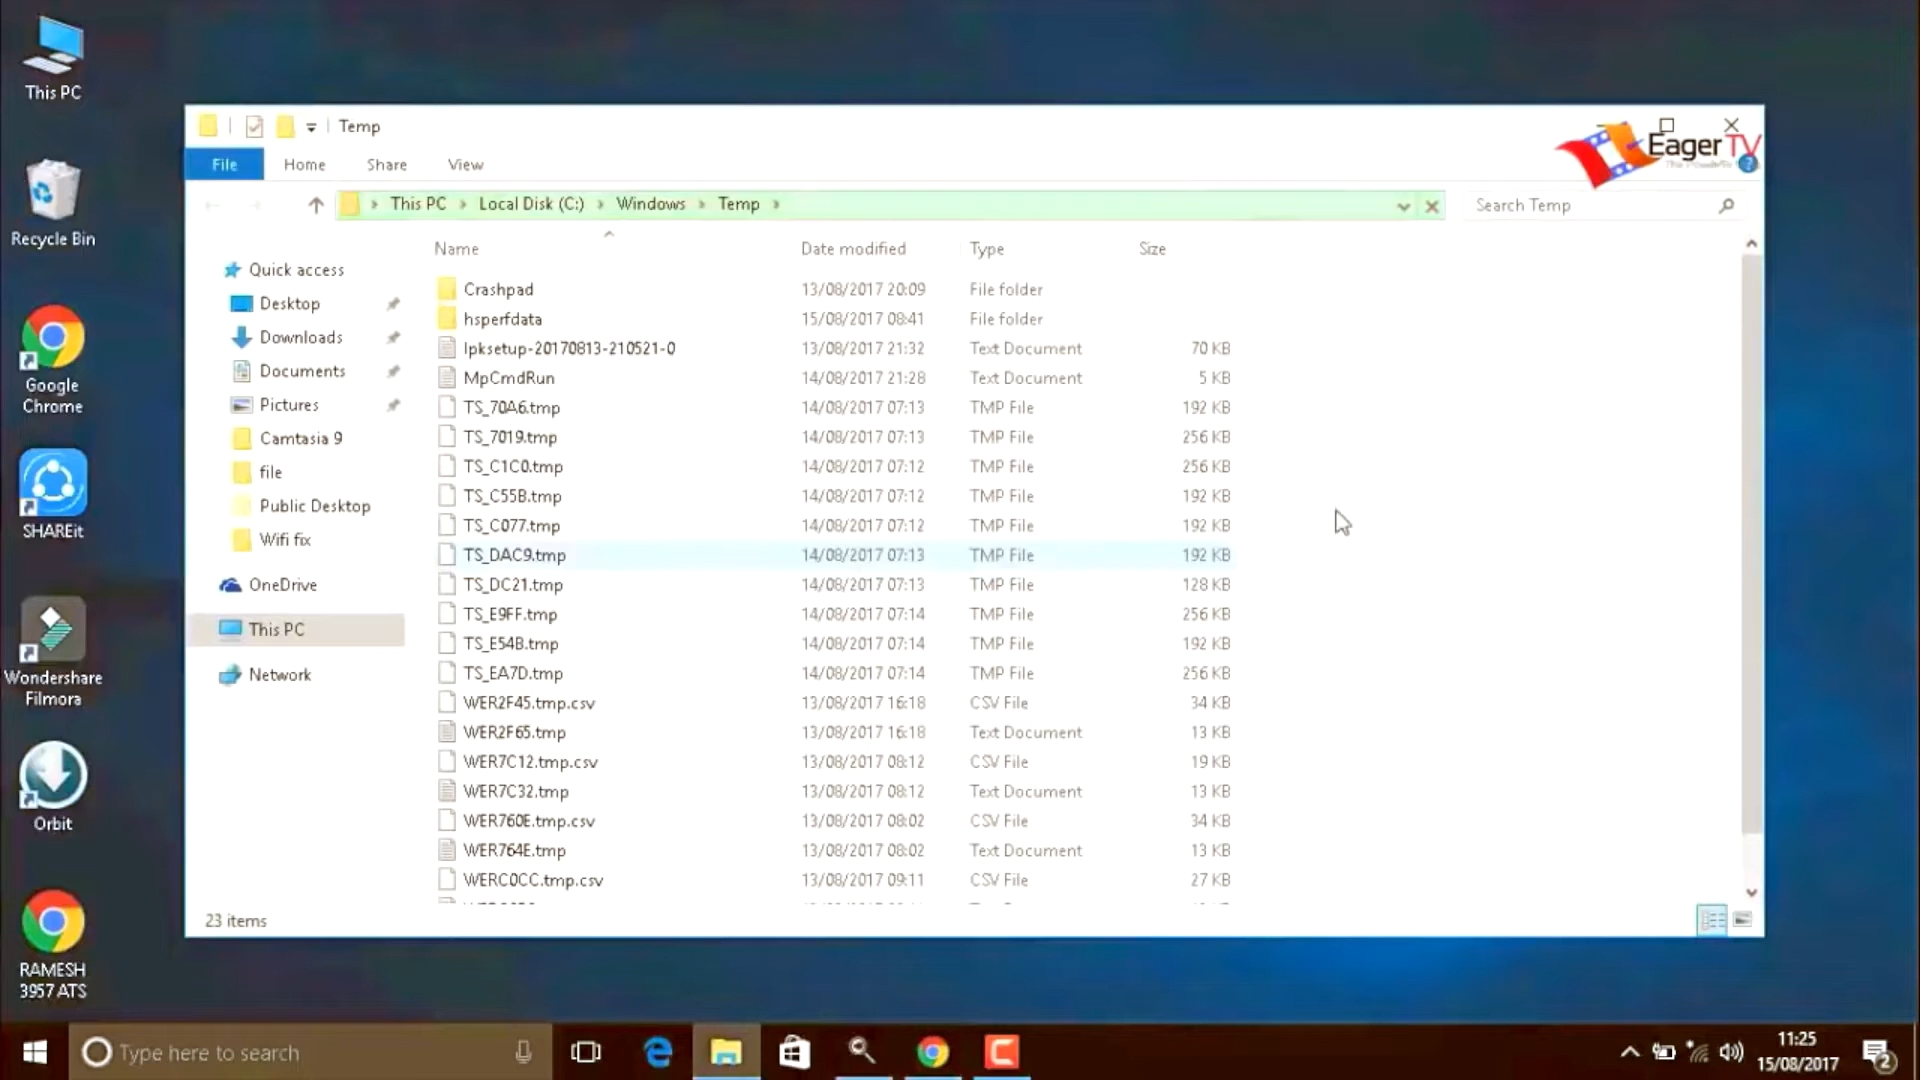 This PC
Recycle Bin
Google
Chrome
SHAREit
Wondershare
Filmora
Orbit
RAMESH
3957 ATS
Temp
EagerTV
File Home Share View
This PC Local Disk (C:) Windows Temp
Search Temp
Quick access
Desktop
Downloads
Documents
Pictures
Camtasia 9
file
Public Desktop
Wifi fix
OneDrive
This PC
Network
Name Date modified Type Size
Crashpad 13/08/2017 20:09 File folder
hsperfdata 15/08/2017 08:41 File folder
lpksetup-20170813-210521-0 13/08/2017 21:32 Text Document 70 KB
MpCmdRun 14/08/2017 21:28 Text Document 5 KB
TS_70A6.tmp 14/08/2017 07:13 TMP File 192 KB
TS_7019.tmp 14/08/2017 07:13 TMP File 256 KB
TS_C1C0.tmp 14/08/2017 07:12 TMP File 256 KB
TS_C55B.tmp 14/08/2017 07:12 TMP File 192 KB
TS_C077.tmp 14/08/2017 07:12 TMP File 192 KB
TS_DAC9.tmp 14/08/2017 07:13 TMP File 192 KB
TS_DC21.tmp 14/08/2017 07:13 TMP File 128 KB
TS_E9FF.tmp 14/08/2017 07:14 TMP File 256 KB
TS_E54B.tmp 14/08/2017 07:14 TMP File 192 KB
TS_EA7D.tmp 14/08/2017 07:14 TMP File 256 KB
WER2F45.tmp.csv 13/08/2017 16:18 CSV File 34 KB
WER2F65.tmp 13/08/2017 16:18 Text Document 13 KB
WER7C12.tmp.csv 13/08/2017 08:12 CSV File 19 KB
WER7C32.tmp 13/08/2017 08:12 Text Document 13 KB
WER760E.tmp.csv 13/08/2017 08:02 CSV File 34 KB
WER764E.tmp 13/08/2017 08:02 Text Document 13 KB
WERC0CC.tmp.csv 13/08/2017 09:11 CSV File 27 KB
23 items
Type here to search
11:25
15/08/2017
2